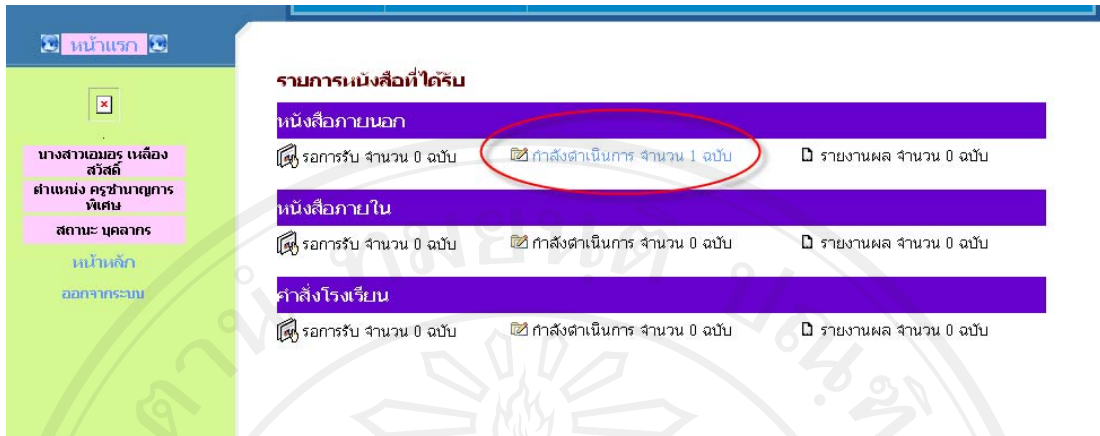 หน้าแรก
รายการหนังสือที่ได้รับ
หนังสือภายนอก
รอการรับ จำนวน 0 ฉบับ กำลังดำเนินการ จำนวน 1 ฉบับ รายงานผล จำนวน 0 ฉบับ
หนังสือภายใน
รอการรับ จำนวน 0 ฉบับ กำลังดำเนินการ จำนวน 0 ฉบับ รายงานผล จำนวน 0 ฉบับ
คำสั่งโรงเรียน
รอการรับ จำนวน 0 ฉบับ กำลังดำเนินการ จำนวน 0 ฉบับ รายงานผล จำนวน 0 ฉบับ
นางสาวเอมอร เหลือง
สวัสดิ์
ตำแหน่ง ครูชำนาญการ
พิเศษ
สถานะ บุคลากร
หน้าหลัก
ออกจากระบบ